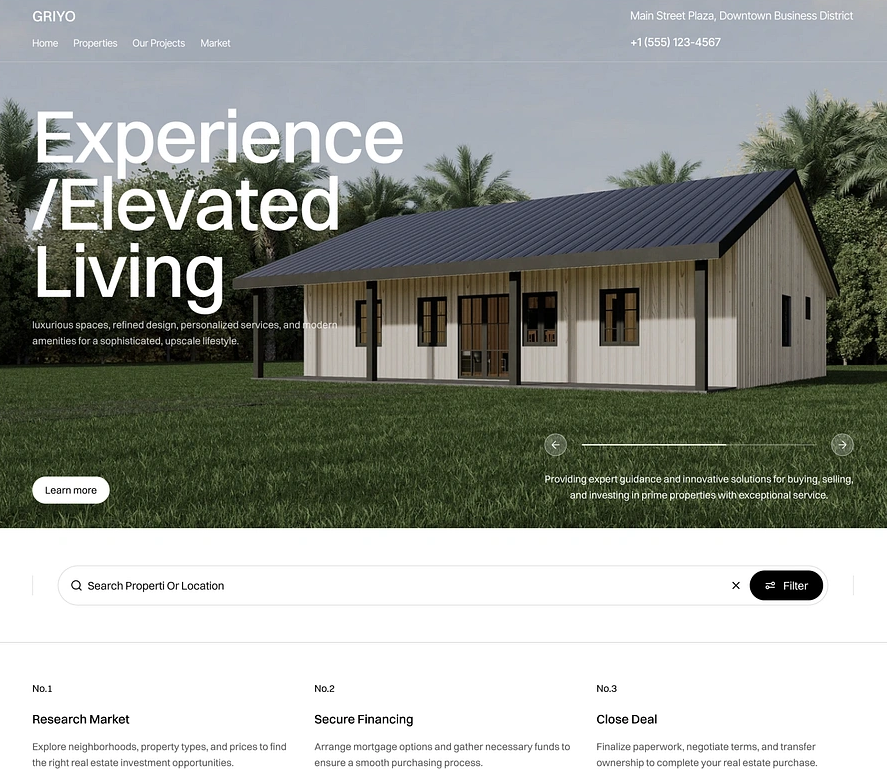 GRIYO
Main Street Plaza, Downtown Business District
Home Properties Our Projects Market
+1 (555) 123-4567
Experience
/Elevated
Living
luxurious spaces, refined design, personalized services, and modern
amenities for a sophisticated, upscale lifestyle.
Learn more
Providing expert guidance and innovative solutions for buying, selling,
and investing in prime properties with exceptional service.
Search Properti Or Location
Filter
No.1
Research Market
Explore neighborhoods, property types, and prices to find
the right real estate investment opportunities.
No.2
Secure Financing
Arrange mortgage options and gather necessary funds to
ensure a smooth purchasing process.
No.3
Close Deal
Finalize paperwork, negotiate terms, and transfer
ownership to complete your real estate purchase.